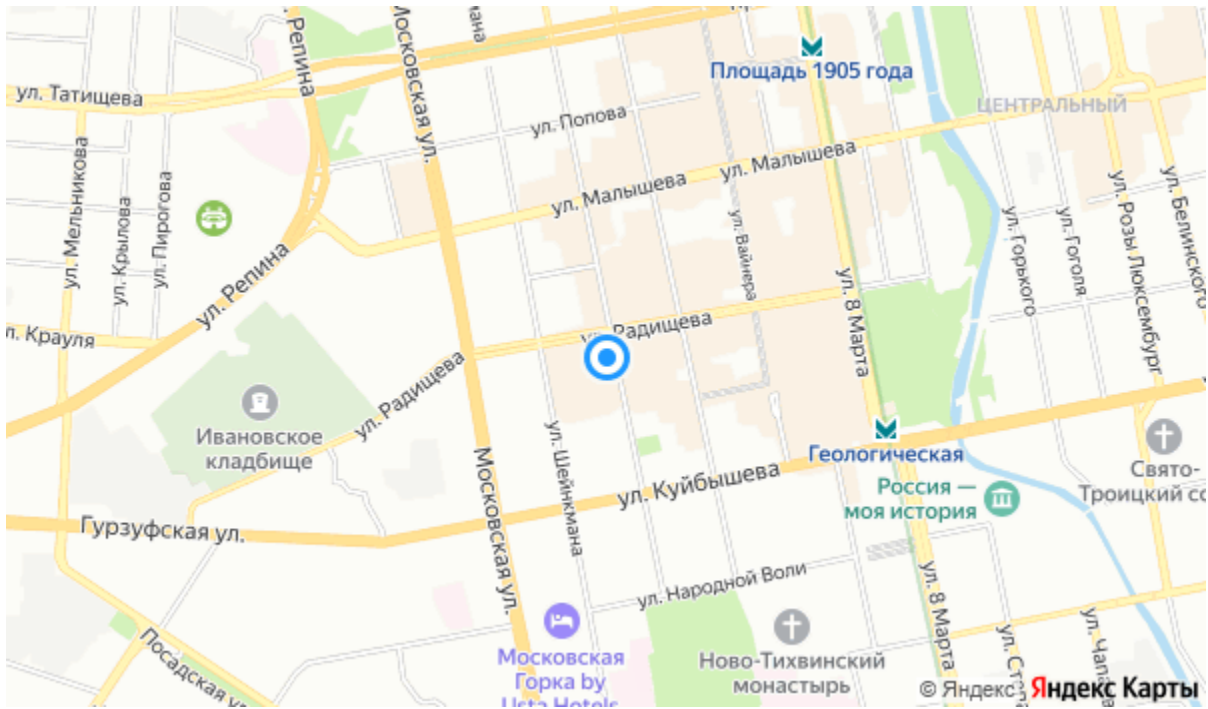 ул. Репина
Московская ул.
мана
Площадь 1905 года
ул. Татищева
ул. Попова
ЦЕНТРАЛЬНЫЙ
ул. Мельникова
ул. Крылова
ул. Пирогова
ул. Малышева
ул. Малышева
ул. Вайнера
ул. Горького
ул. Гоголя
ул. Розы Люксембург
ул. Белинского
ул. Репина
ул. 8 Марта
л. Крауля
ул. Радищева
ул. Радищева
Ивановское
кладбище
ул. Шейнкмана
Московская ул.
Геологическая
ул. Куйбышева
Россия —
моя история
Свято-
Троицкий со
Гурзуфская ул.
ул. Народной Воли
ул. 8 Марта
Посадская ул.
Московская
Горка by
Usta Hotels
Ново-Тихвинский
монастырь
ул. Чапа
© Яндекс Яндекс Карты